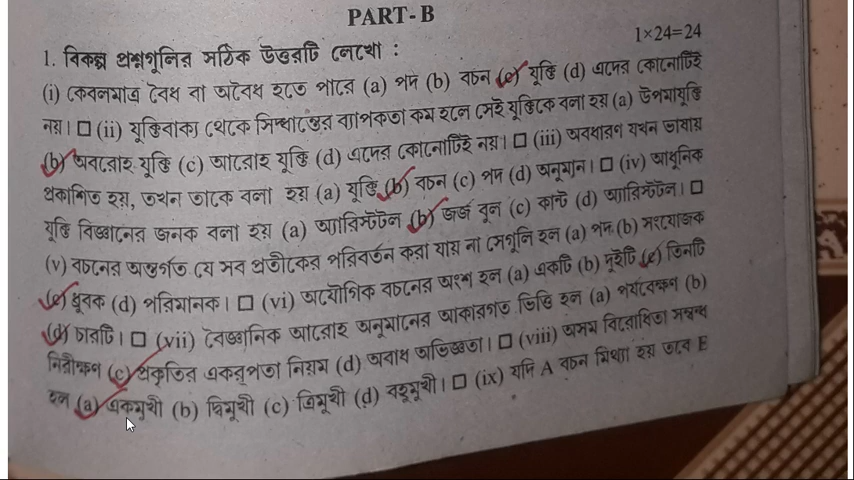 PART-B
1×24=24
1. বিকল্প প্রশ্নগুলির সঠিক উত্তরটি লেখো :
(i) কেবলমাত্র বৈধ বা অবৈধ হতে পারে (a) পদ (b) বচন (c) যুক্তি (d) এদের কোনোটিই
নয়। □ (ii) যুক্তিবাক্য থেকে সিদ্ধান্তের ব্যাপকতা কম হলে সেই যুক্তিকে বলা হয় (a) উপমাযুক্তি
(b) অবরোহ যুক্তি (c) আরোহ যুক্তি (d) এদের কোনোটিই নয়। □ (iii) অবধারণ যখন ভাষায়
প্রকাশিত হয়, তখন তাকে বলা হয় (a) যুক্তি (b) বচন (c) পদ (d) অনুমান। □ (iv) আধুনিক
যুক্তি বিজ্ঞানের জনক বলা হয় (a) অ্যারিস্টটল (b) জর্জ বুল (c) কান্ট (d) অ্যারিস্টটল। □
(v) বচনের অন্তর্গত যে সব প্রতীকের পরিবর্তন করা যায় না সেগুলি হল (a) পদ (b) সংযোজক
(c) ধ্রুবক (d) পরিমানক। □ (vi) অযৌগিক বচনের অংশ হল (a) একটি (b) দুইটি (c) তিনটি
(d) চারটি। □ (vii) বৈজ্ঞানিক আরোহ অনুমানের আকারগত ভিত্তি হল (a) পর্যবেক্ষণ (b)
নিরীক্ষণ (c) প্রকৃতির একরূপতা নিয়ম (d) অবাধ অভিজ্ঞতা। □ (viii) অসম বিরোধিতা সম্বন্ধ
হল (a) একমুখী (b) দ্বিমুখী (c) ত্রিমুখী (d) বহুমুখী। □ (ix) যদি A বচন মিথ্যা হয় তবে E